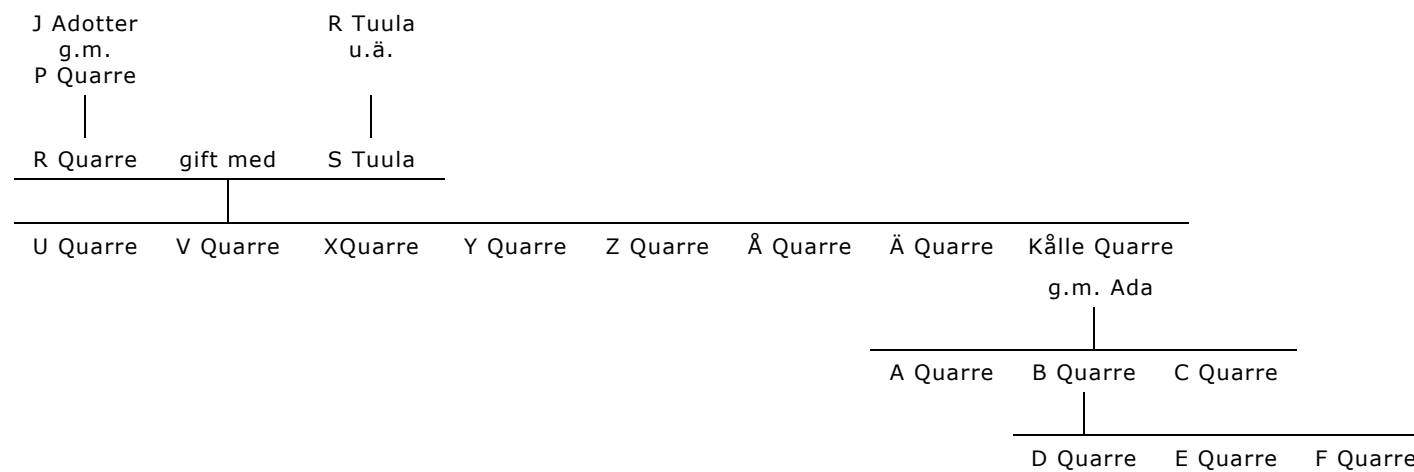 J Adotter R Tuula
g.m. u.ä.
P Quarre
R Quarre gift med S Tuula
U Quarre V Quarre XQuarre Y Quarre Z Quarre Å Quarre Ä Quarre Kålle Quarre
g.m. Ada
A Quarre B Quarre C Quarre
D Quarre E Quarre F Quarre